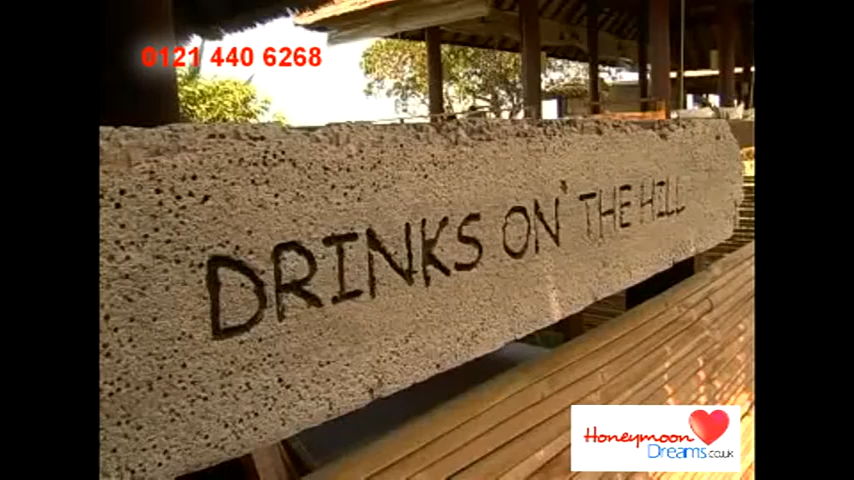 0121 440 6268
DRINKS ON THE HILL
Honeymoon
Dreams.co.uk